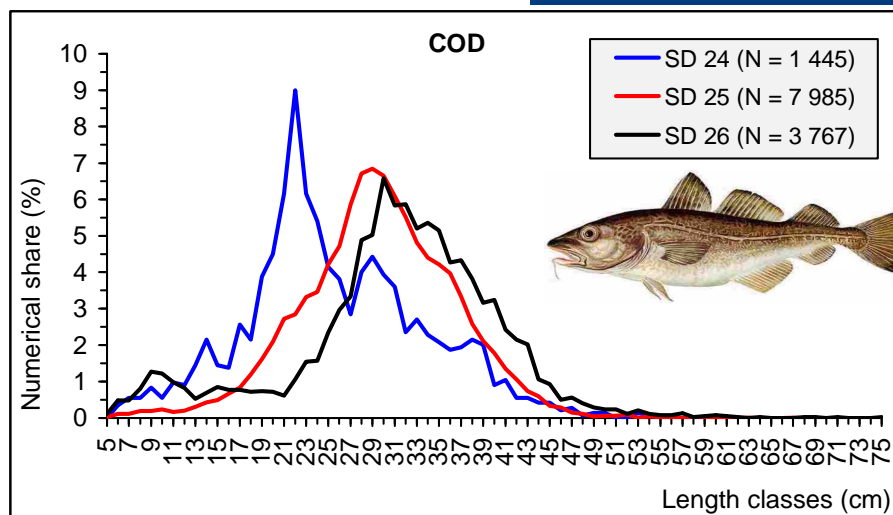 COD
SD 24 (N = 1 445)
SD 25 (N = 7 985)
SD 26 (N = 3 767)
Numerical share (%)
10
9
8
7
6
5
4
3
2
1
0
5 7 9 11 13 15 17 19 21 23 25 27 29 31 33 35 37 39 41 43 45 47 49 51 53 55 57 59 61 63 65 67 69 71 73 75
Length classes (cm)